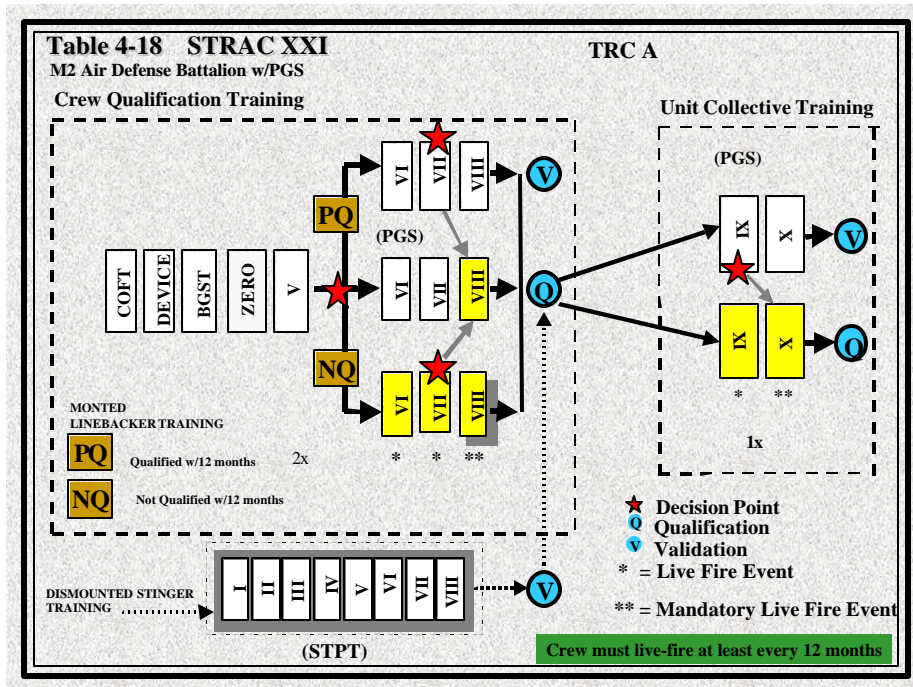 Table 4-18 STRAC XXI
TRC A
M2 Air Defense Battalion w/PGS
Crew Qualification Training
Unit Collective Training
VI
VII
VIII
V
(PGS)
PQ
(PGS)
IX
X
V
COFT
DEVICE
BGST
ZERO
V
VI
VII
VIII
Q
NQ
VI
VII
VIII
IX
X
Q
* * **
* **
MONTED
LINEBACKER TRAINING
PQ
Qualified w/12 months
2x
1x
NQ
Not Qualified w/12 months
Decision Point
Q Qualification
V Validation
* = Live Fire Event
** = Mandatory Live Fire Event
DISMOUNTED STINGER
TRAINING
I
II
III
IV
V
VI
VII
VIII
V
(STPT)
Crew must live-fire at least every 12 months